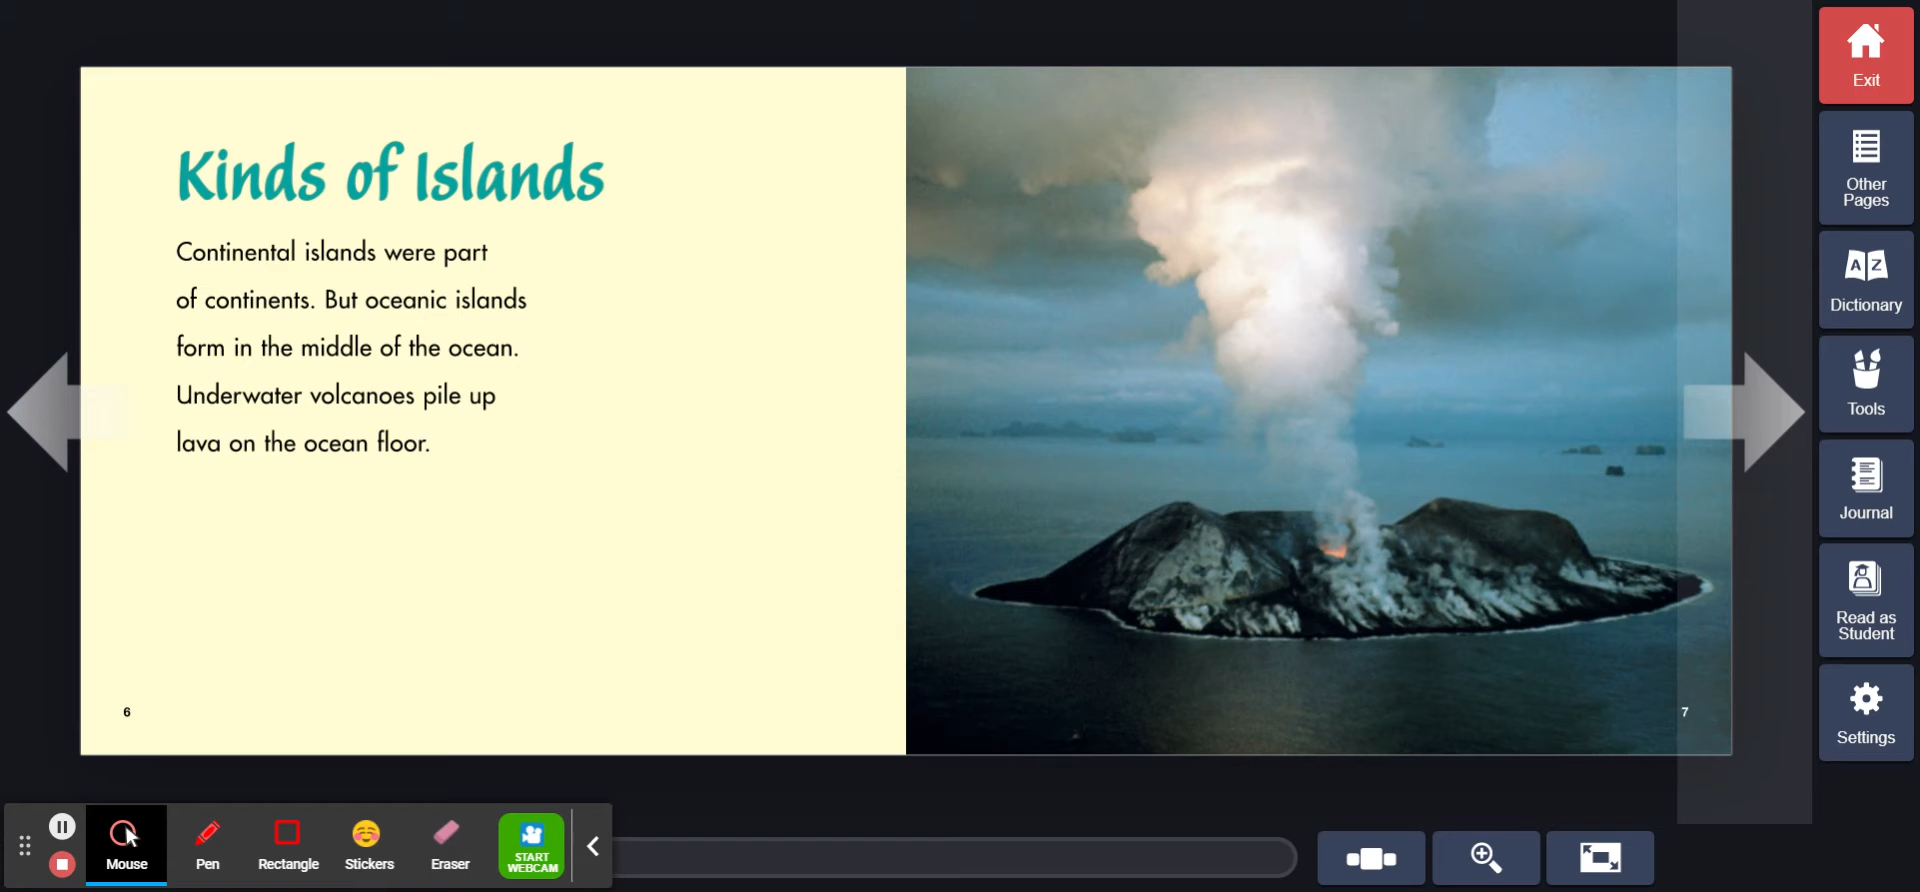 Kinds of Islands
Continental islands were part
of continents. But oceanic islands
form in the middle of the ocean.
Underwater volcanoes pile up
lava on the ocean floor.
6
7
Exit
Other
Pages
A Z
Dictionary
Tools
Journal
Read as
Student
Settings
Mouse
Pen
Rectangle
Stickers
Eraser
START
WEBCAM